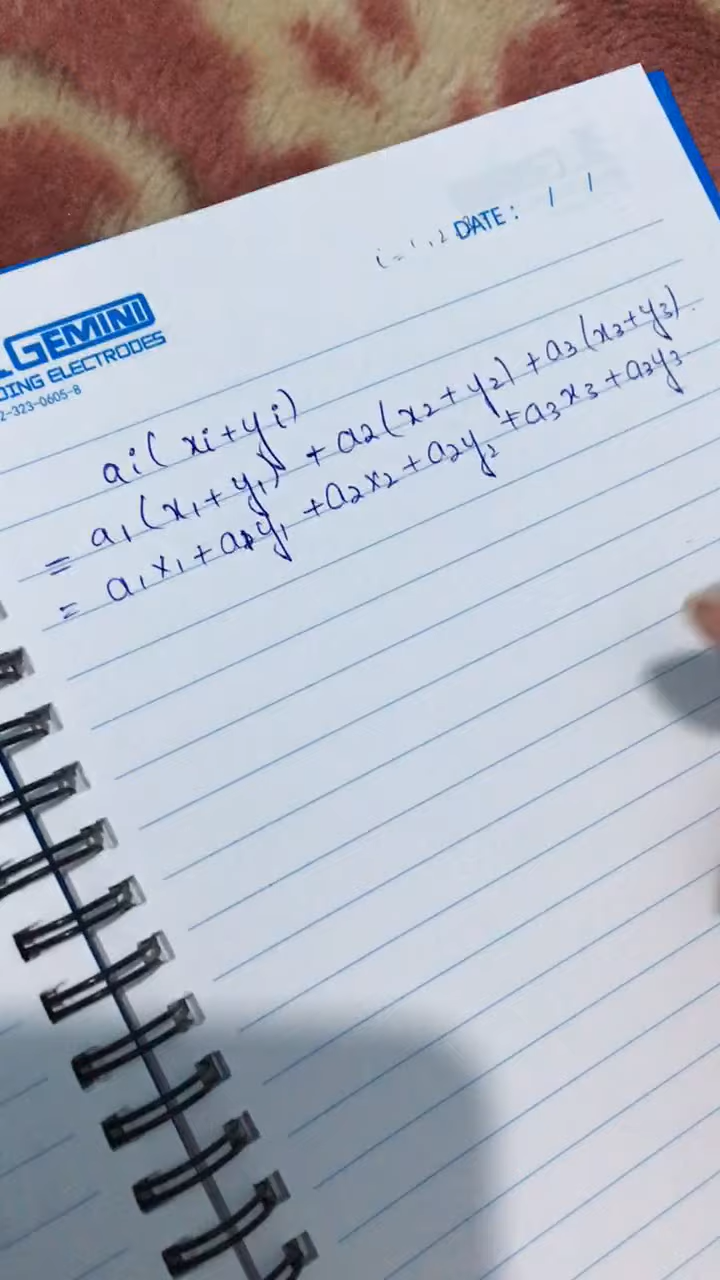 i=1,2
DATE: / /
GEMINI
DING ELECTRODES
2-323-0605-8
ai(xi+yi)
= a₁(x₁+y₁) + a₂(x₂+y₂) + a₃(x₃+y₃)
= a₁x₁+a₁y₁+a₂x₂+a₂y₂+a₃x₃+a₃y₃